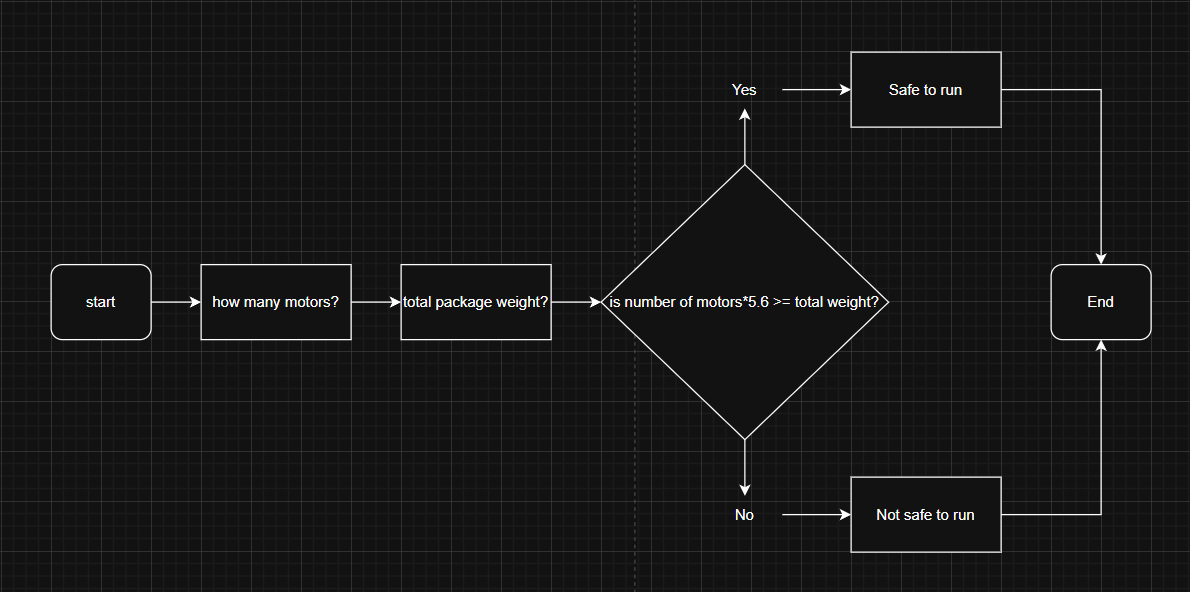 start
how many motors?
total package weight?
is number of motors*5.6 >= total weight?
Yes
Safe to run
No
Not safe to run
End